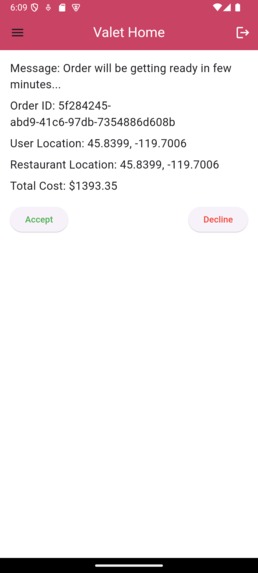 6:09
Valet Home
Message: Order will be getting ready in few
minutes...
Order ID: 5f284245-
abd9-41c6-97db-7354886d608b
User Location: 45.8399, -119.7006
Restaurant Location: 45.8399, -119.7006
Total Cost: $1393.35
Accept
Decline